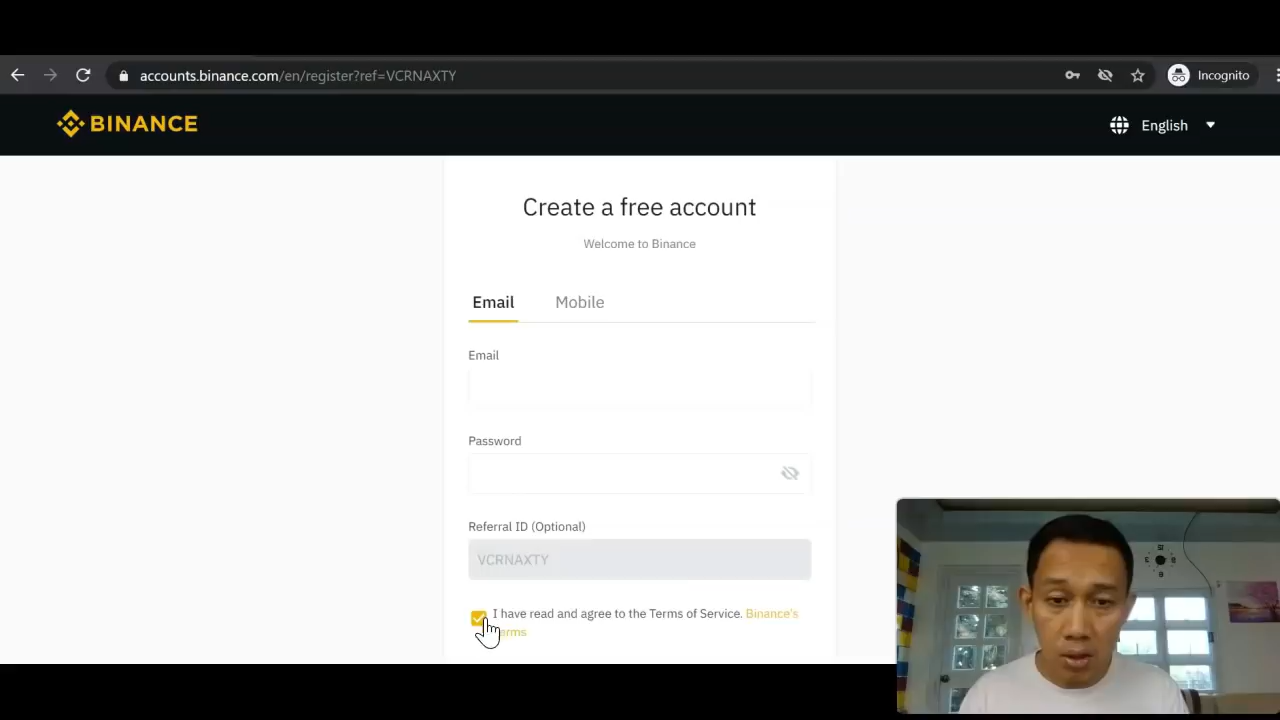 accounts.binance.com/en/register?ref=VCRNAXTY
Incognito
BINANCE
English
Create a free account
Welcome to Binance
Email
Mobile
Email
Password
Referral ID (Optional)
VCRNAXTY
I have read and agree to the Terms of Service. Binance's